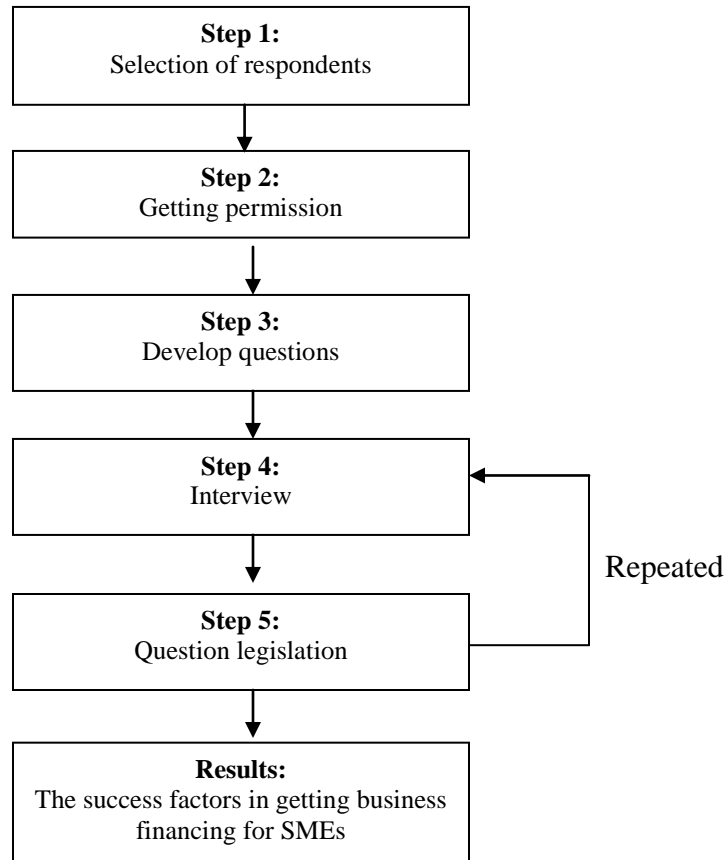 Step 1:
Selection of respondents
Step 2:
Getting permission
Step 3:
Develop questions
Step 4:
Interview
Repeated
Step 5:
Question legislation
Results:
The success factors in getting business
financing for SMEs